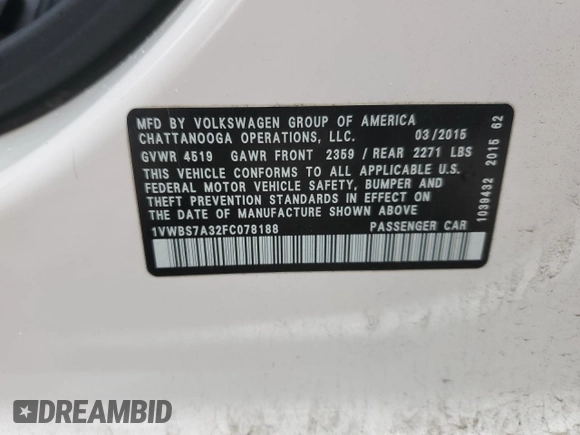 MFD BY VOLKSWAGEN GROUP OF AMERICA
CHATTANOOGA OPERATIONS, LLC. 03/2015
GVWR 4519 GAWR FRONT 2359 / REAR 2271 LBS
THIS VEHICLE CONFORMS TO ALL APPLICABLE U.S.
FEDERAL MOTOR VEHICLE SAFETY, BUMPER AND
THEFT PREVENTION STANDARDS IN EFFECT ON
THE DATE OF MANUFACTURE SHOWN ABOVE
1VWBS7A32FC078188 PASSENGER CAR
1039432 2015 62
DREAMBID